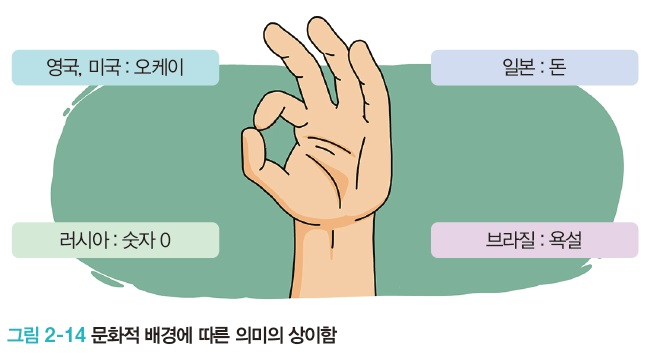 영국, 미국 : 오케이
일본 : 돈
러시아 : 숫자 0
브라질 : 욕설
그림 2-14 문화적 배경에 따른 의미의 상이함